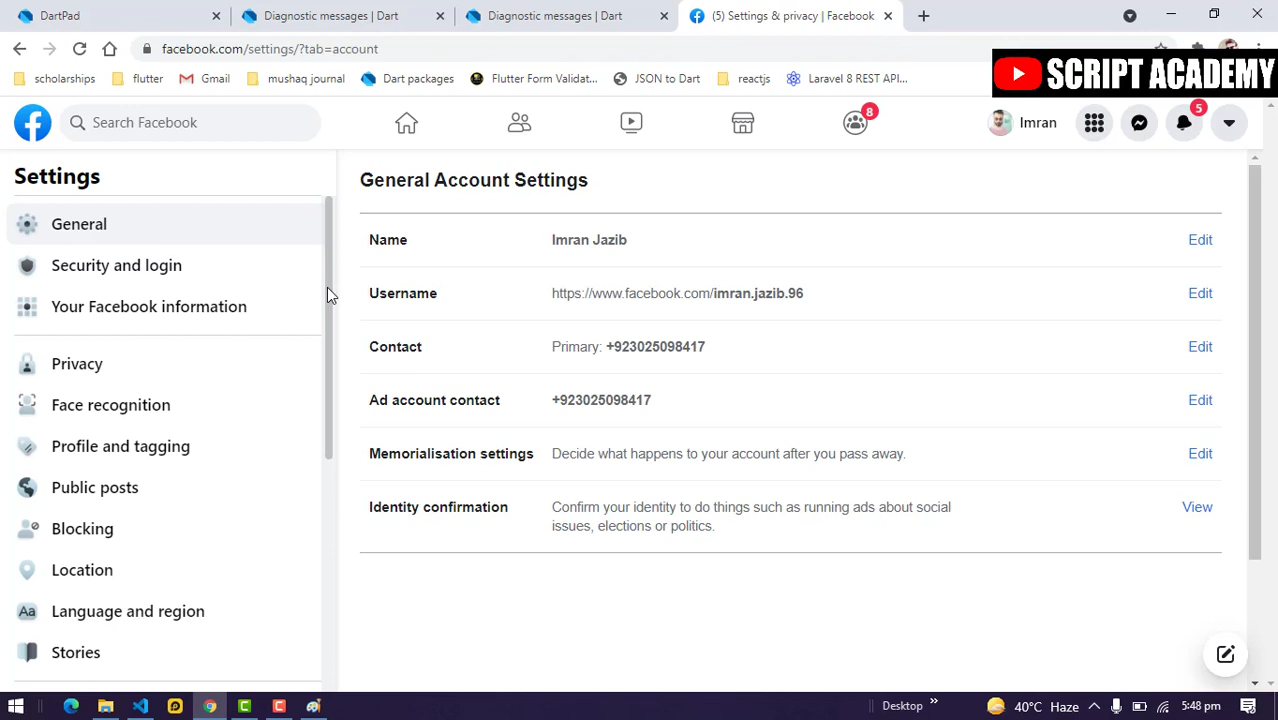 DartPad
Diagnostic messages | Dart
Diagnostic messages | Dart
(5) Settings & privacy | Facebook
facebook.com/settings/?tab=account
scholarships
flutter
Gmail
mushaq journal
Dart packages
Flutter Form Validat...
JSON to Dart
reactjs
Laravel 8 REST API...
SCRIPT ACADEMY
Search Facebook
8
Imran
5
Settings
General
Security and login
Your Facebook information
Privacy
Face recognition
Profile and tagging
Public posts
Blocking
Location
Aa Language and region
Stories
General Account Settings
Name Imran Jazib Edit
Username https://www.facebook.com/imran.jazib.96 Edit
Contact Primary: +923025098417 Edit
Ad account contact +923025098417 Edit
Memorialisation settings Decide what happens to your account after you pass away. Edit
Identity confirmation Confirm your identity to do things such as running ads about social View
issues, elections or politics.
Desktop
40°C Haze
5:48 pm